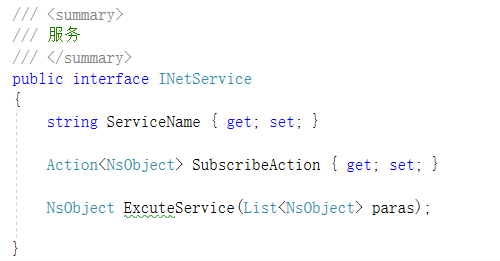 /// <summary>
/// 服务
/// </summary>
public interface INetService
{
string ServiceName { get; set; }
Action<NsObject> SubscribeAction { get; set; }
NsObject ExcuteService(List<NsObject> paras);
}